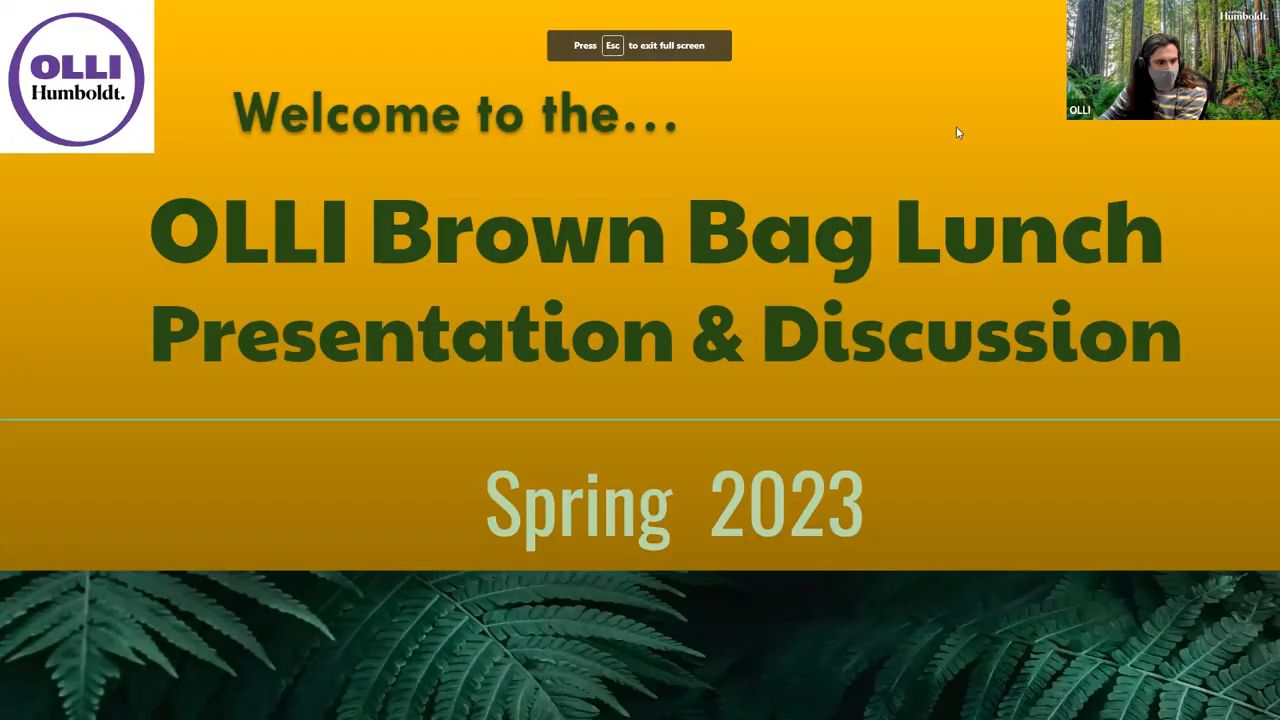 OLLI
Humboldt.
Press Esc to exit full screen
Humboldt.
OLLI
Welcome to the...
OLLI Brown Bag Lunch
Presentation & Discussion
Spring 2023